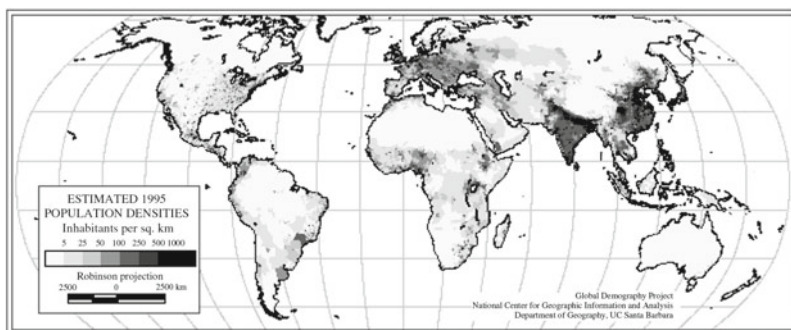 ESTIMATED 1995
POPULATION DENSITIES
Inhabitants per sq. km
5 25 50 100 250 500 1000
Robinson projection
2500 0 2500 km
Global Demography Project
National Center for Geographic Information and Analysis
Department of Geography, UC Santa Barbara